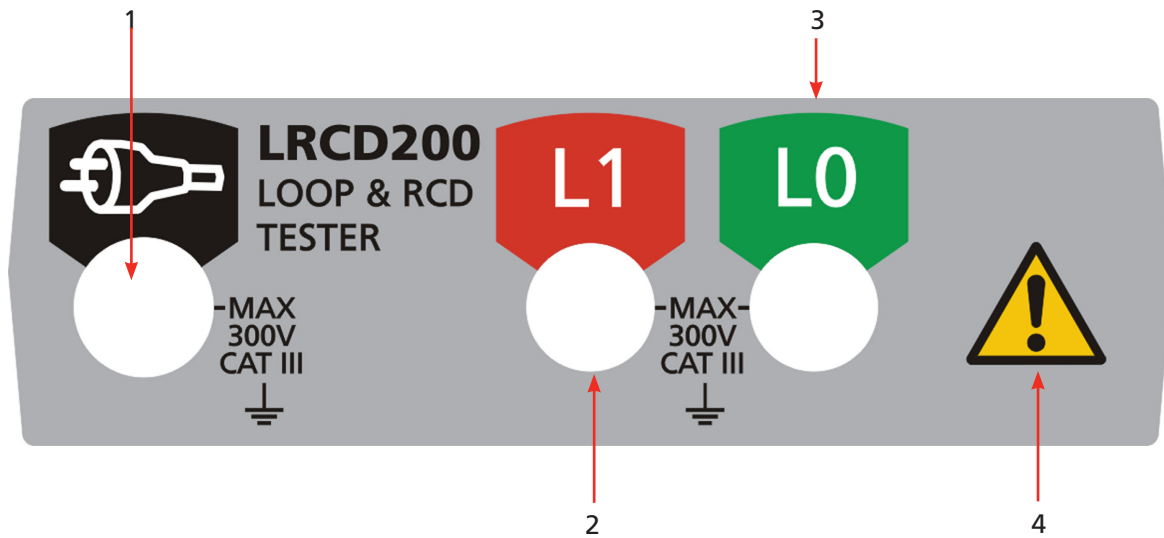 1
3
LRCD200
LOOP & RCD
TESTER
L1
L0
MAX
300V
CAT III
MAX
300V
CAT III
2
4